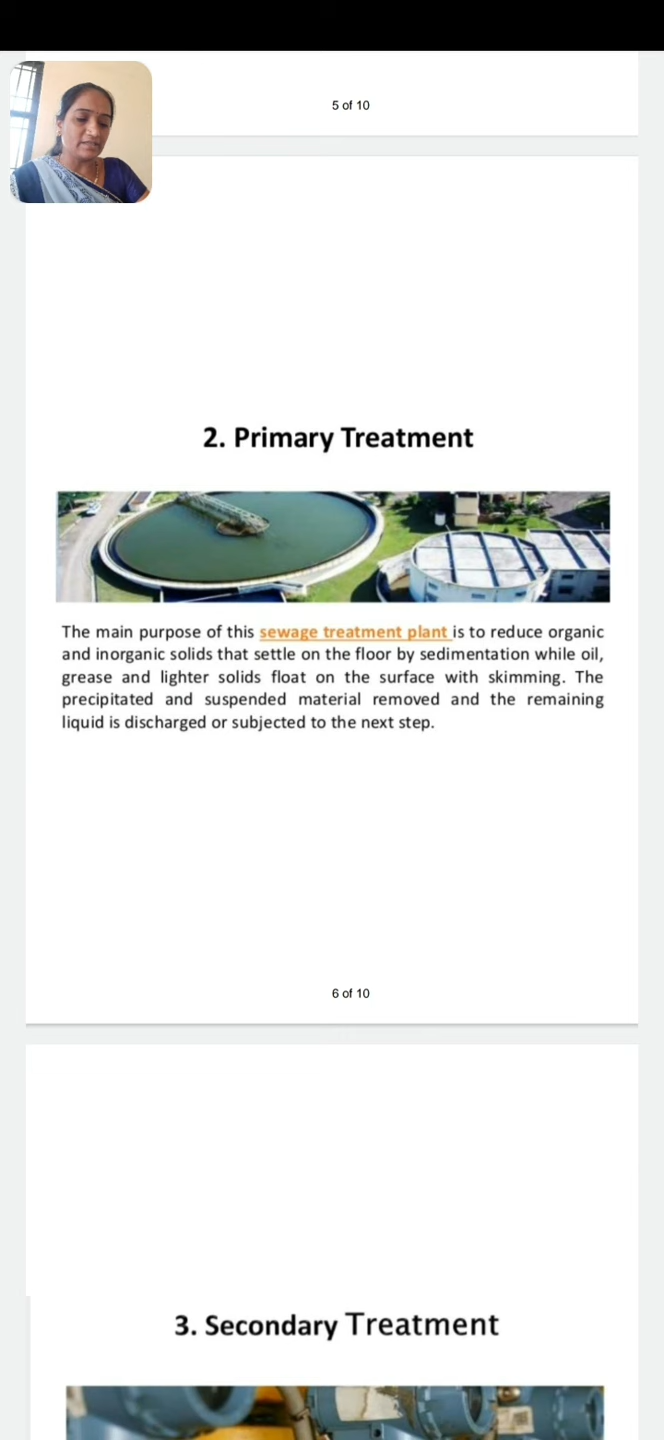 5 of 10
2. Primary Treatment
The main purpose of this sewage treatment plant is to reduce organic
and inorganic solids that settle on the floor by sedimentation while oil,
grease and lighter solids float on the surface with skimming. The
precipitated and suspended material removed and the remaining
liquid is discharged or subjected to the next step.
6 of 10
3. Secondary Treatment